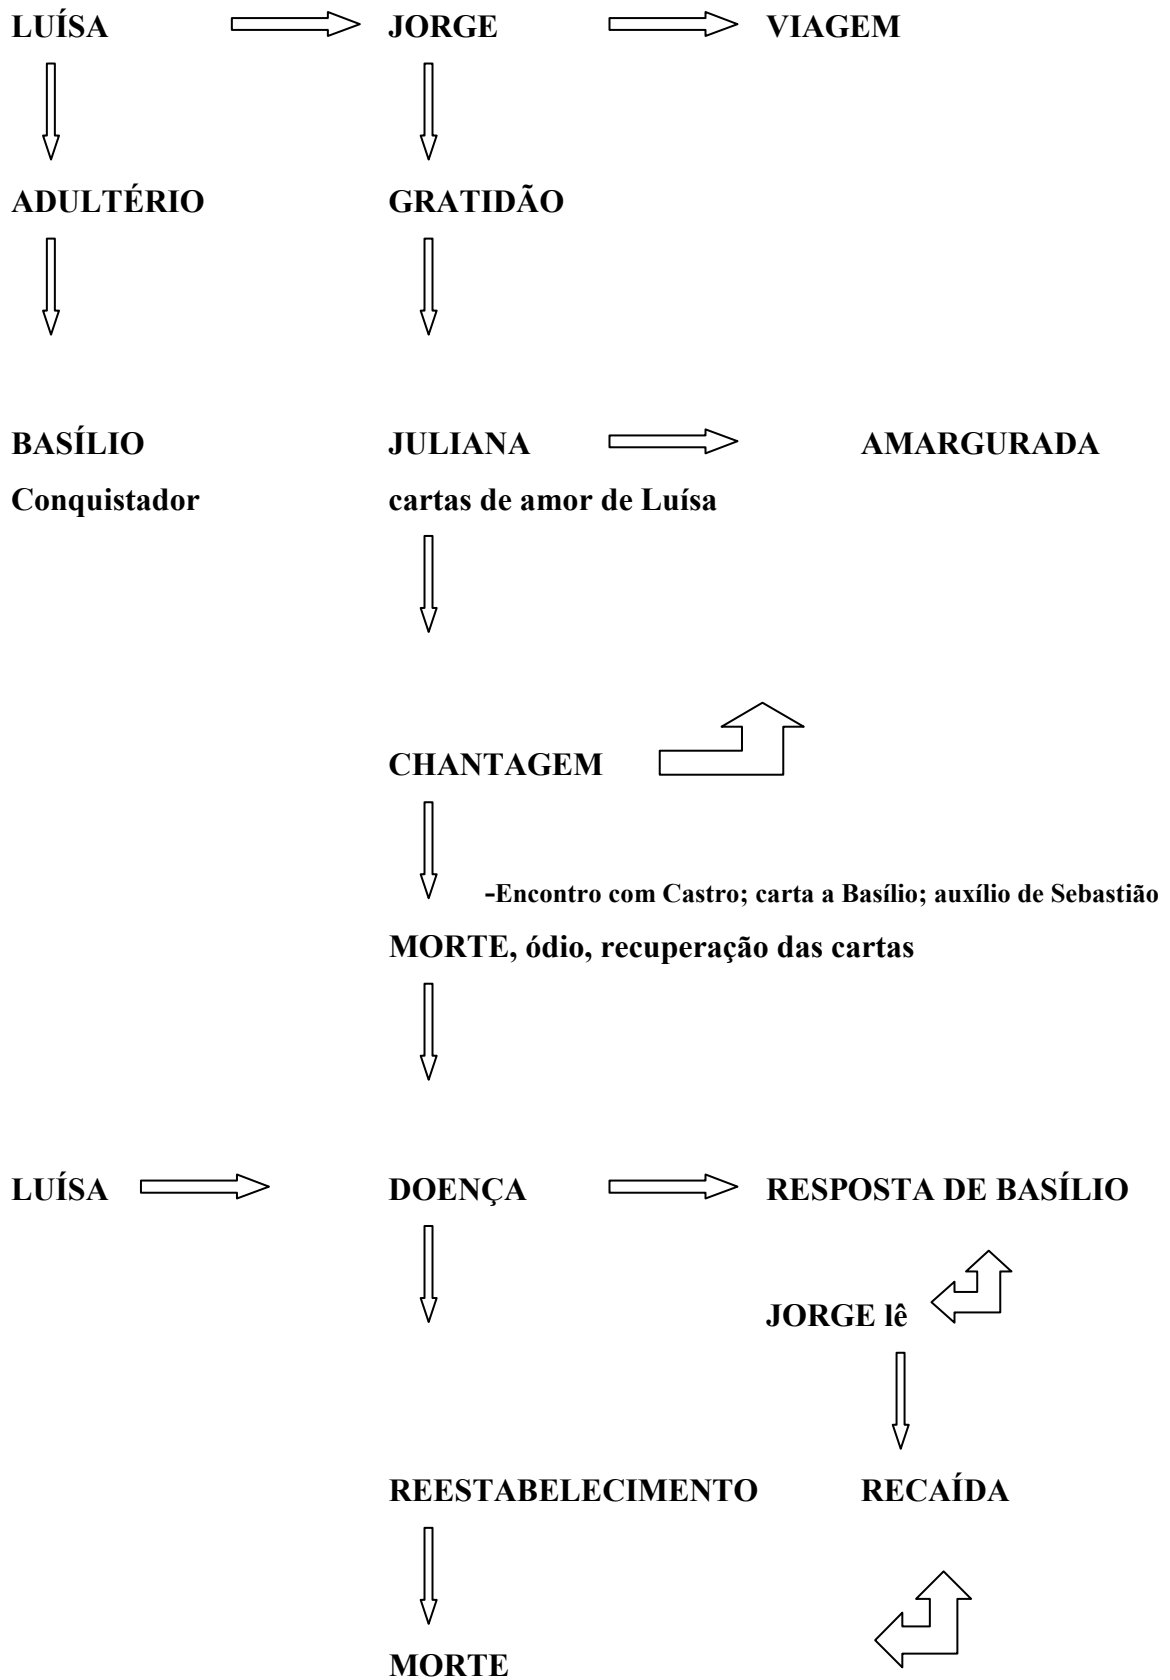 LUÍSA JORGE VIAGEM
ADULTÉRIO GRATIDÃO
BASÍLIO JULIANA AMARGURADA
Conquistador cartas de amor de Luísa
CHANTAGEM
-Encontro com Castro; carta a Basílio; auxílio de Sebastião
MORTE, ódio, recuperação das cartas
LUÍSA DOENÇA RESPOSTA DE BASÍLIO
JORGE lê
REESTABELECIMENTO RECAÍDA
MORTE